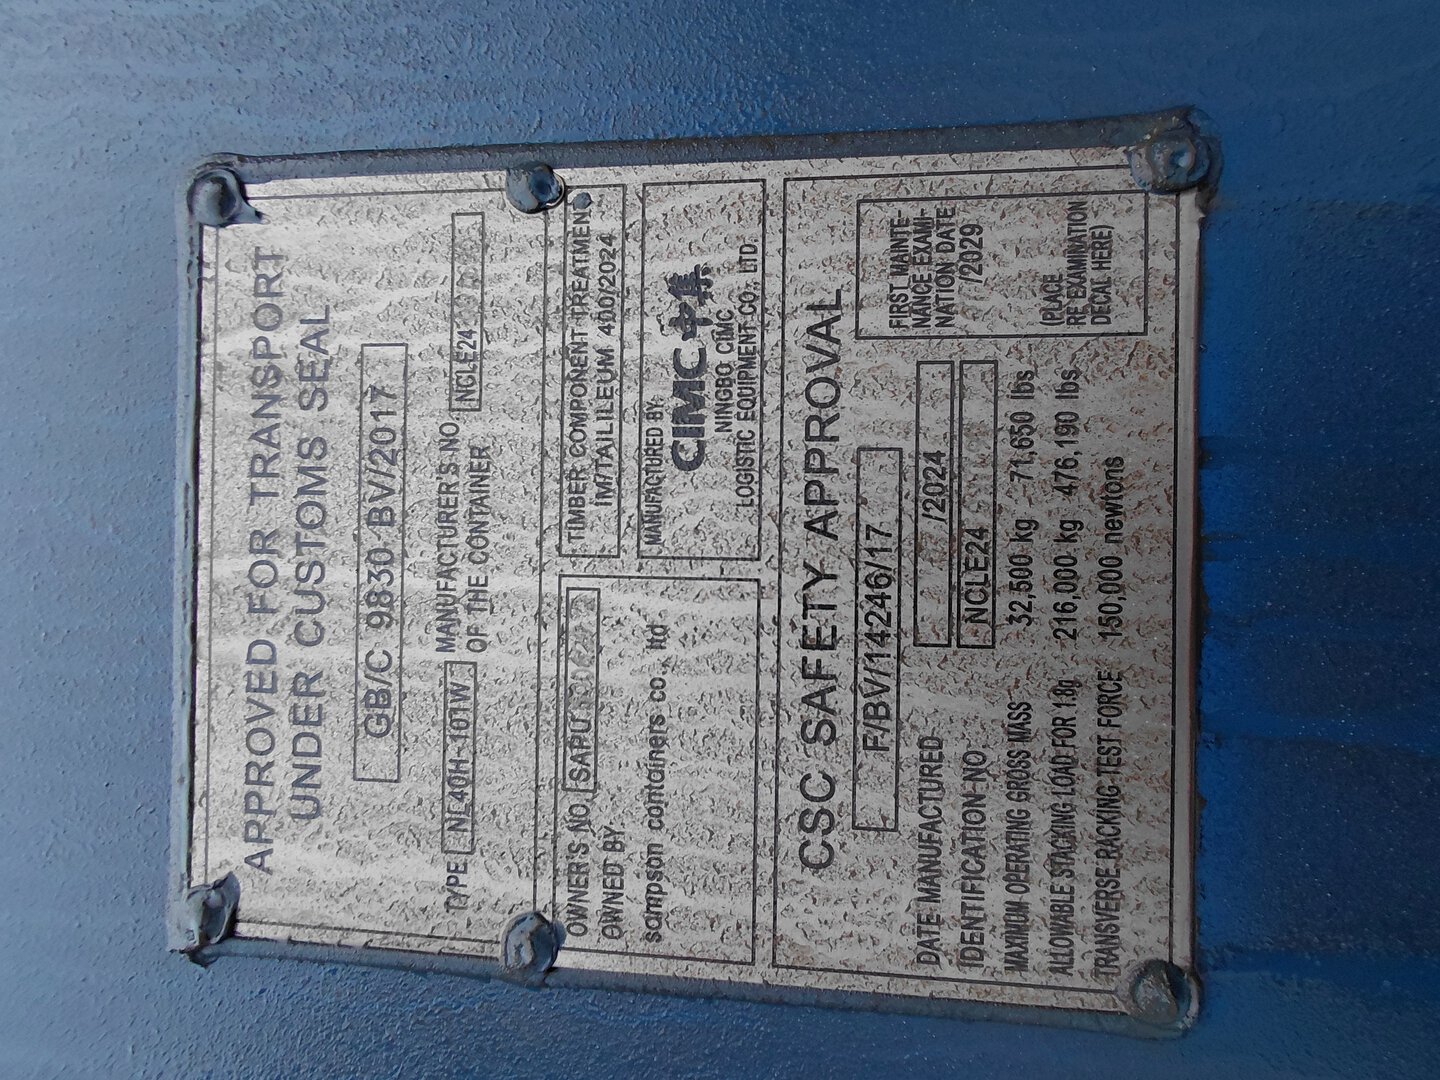 APPROVED FOR TRANSPORT
UNDER CUSTOMS SEAL
GB/C 9830 BV/2017
TYPE NL40H-101W MANUFACTURER'S NO. NCLE24
OF THE CONTAINER
OWNER'S NO. SAPU
OWNED BY
sampson containers co., ltd
TIMBER COMPONENT TREATMENT
IM/TAILILEUM 400/2024
MANUFACTURED BY:
CIMC 中集
NINGBO CIMC
LOGISTIC EQUIPMENT CO., LTD.
CSC SAFETY APPROVAL
F/BV/14246/17
DATE MANUFACTURED /2024
IDENTIFICATION NO. NCLE24
MAXIMUM OPERATING GROSS MASS 32,500 kg 71,650 lbs
ALLOWABLE STACKING LOAD FOR 1.8g 216,000 kg 476,190 lbs
TRANSVERSE RACKING TEST FORCE 150,000 newtons
FIRST MAINTE-
NANCE EXAMI-
NATION DATE
/2029
(PLACE
RE-EXAMINATION
DECAL HERE)